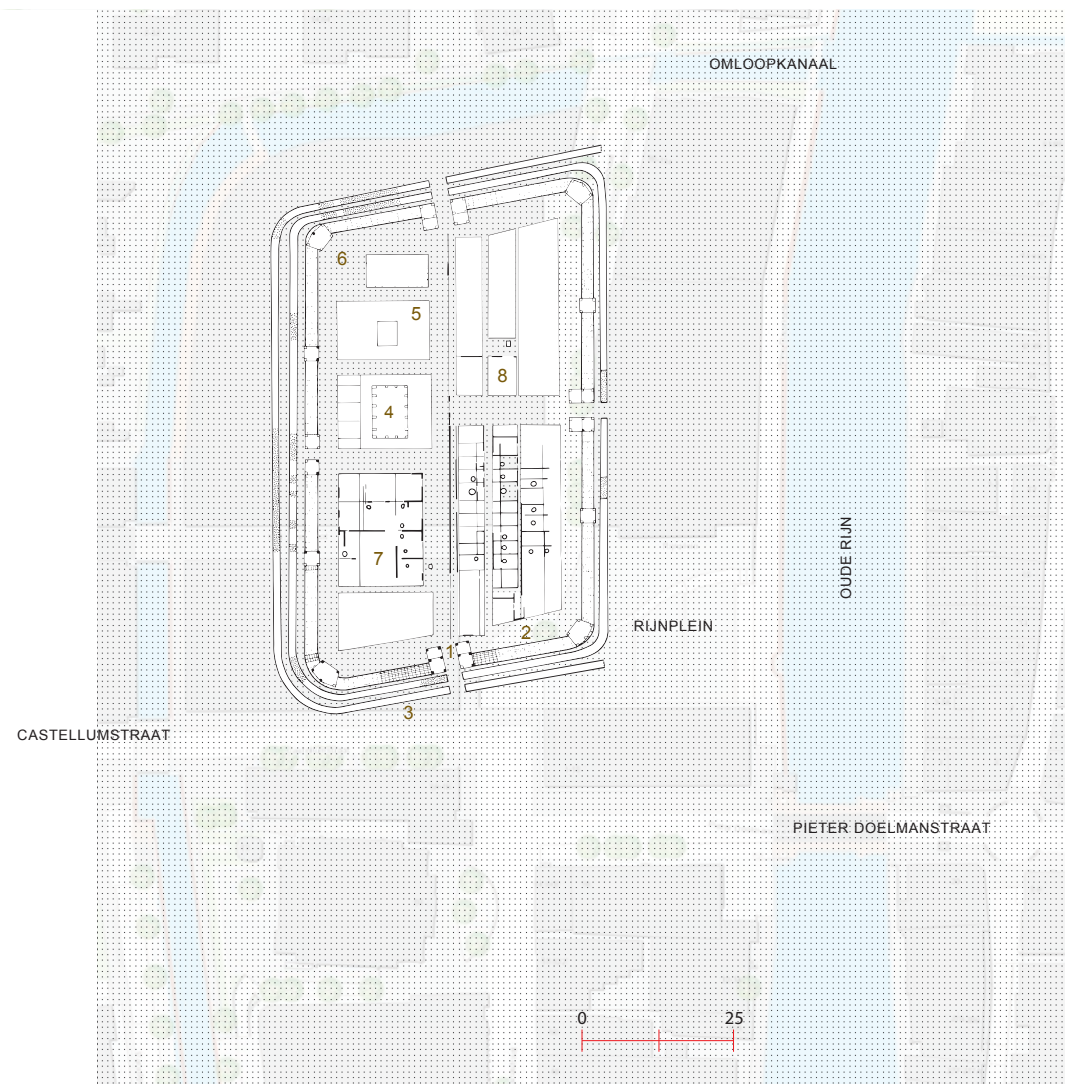 OMLOOPKANAAL
6
5
8
4
7
OUDE RIJN
1
2
RIJNPLEIN
3
CASTELLUMSTRAAT
PIETER DOELMANSTRAAT
0 25